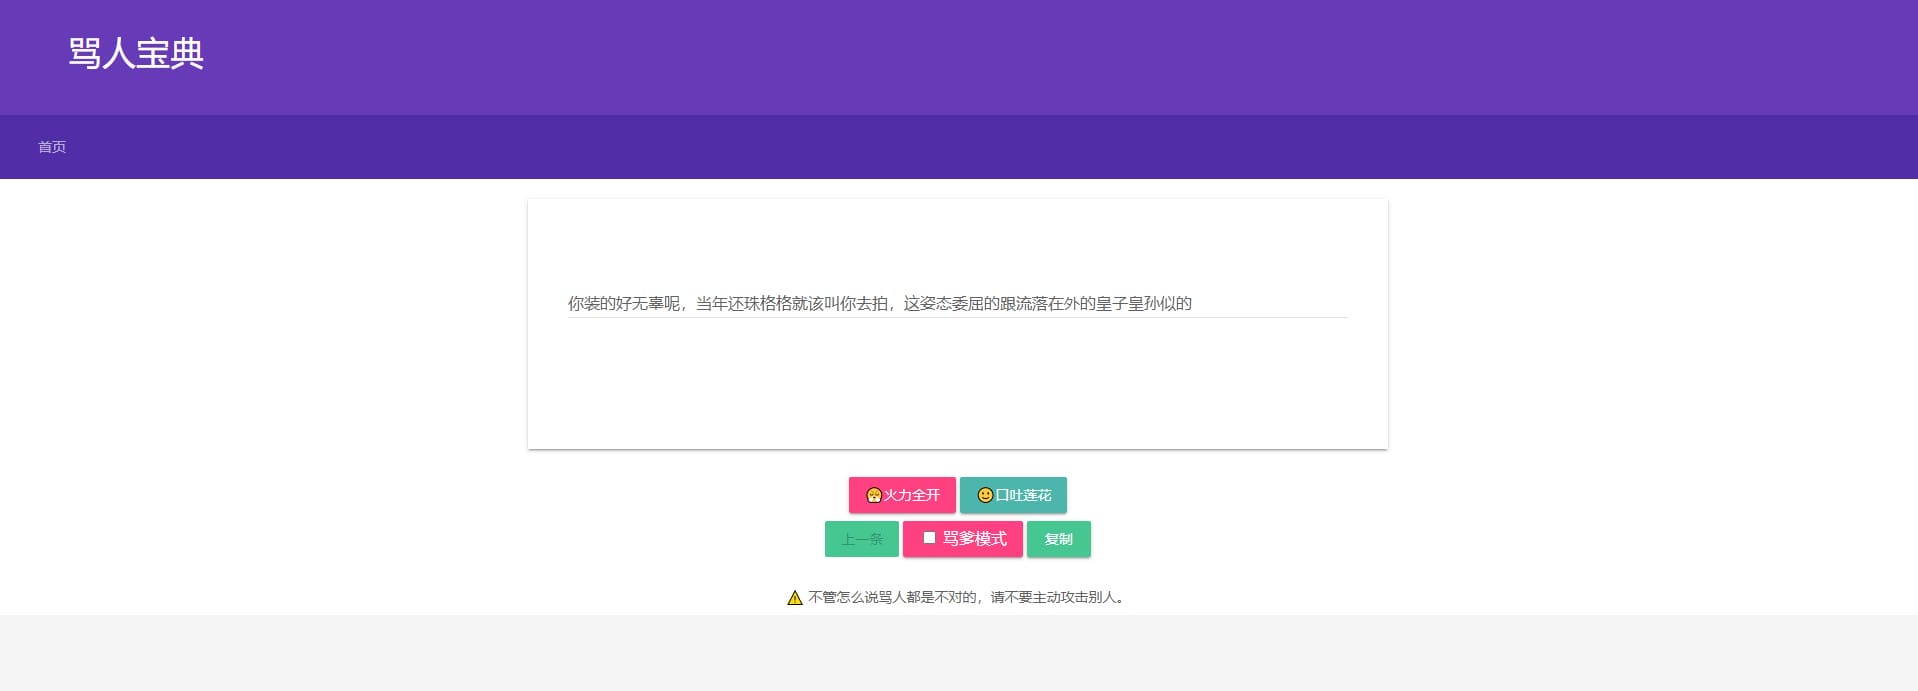 骂人宝典
首页
你装的好无辜呢，当年还珠格格就该叫你去拍，这姿态委屈的跟流落在外的皇子皇孙似的
火力全开 口吐莲花
上一条 骂爹模式 复制
不管怎么说骂人都是不对的，请不要主动攻击别人。